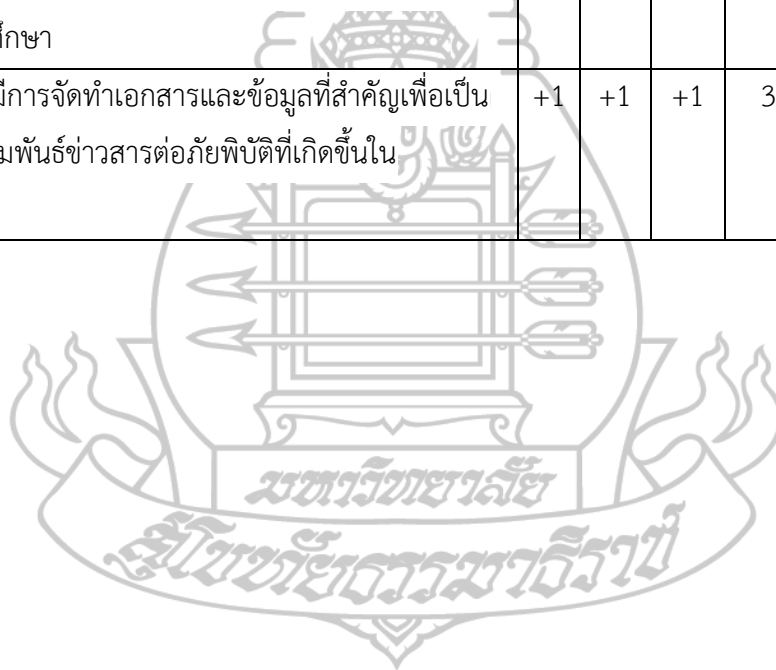 ศึกษา
มีการจัดทำเอกสารและข้อมูลที่สำคัญเพื่อเป็น +1 +1 +1 3
มพันธ์ข่าวสารต่อภัยพิบัติที่เกิดขึ้นใน
มหาวิทยาลัย
สุโขทัยธรรมาธิราช